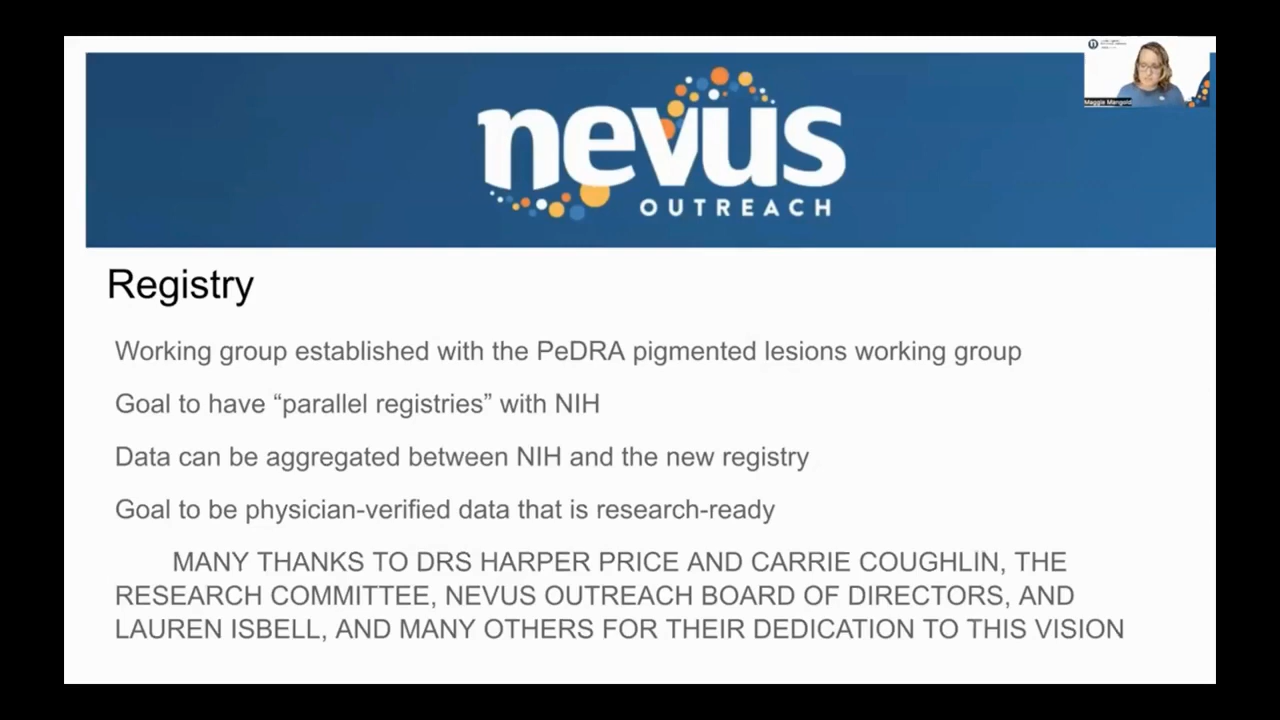 nevus
OUTREACH
Maggie Mangold
Registry
Working group established with the PeDRA pigmented lesions working group
Goal to have “parallel registries” with NIH
Data can be aggregated between NIH and the new registry
Goal to be physician-verified data that is research-ready
MANY THANKS TO DRS HARPER PRICE AND CARRIE COUGHLIN, THE
RESEARCH COMMITTEE, NEVUS OUTREACH BOARD OF DIRECTORS, AND
LAUREN ISBELL, AND MANY OTHERS FOR THEIR DEDICATION TO THIS VISION